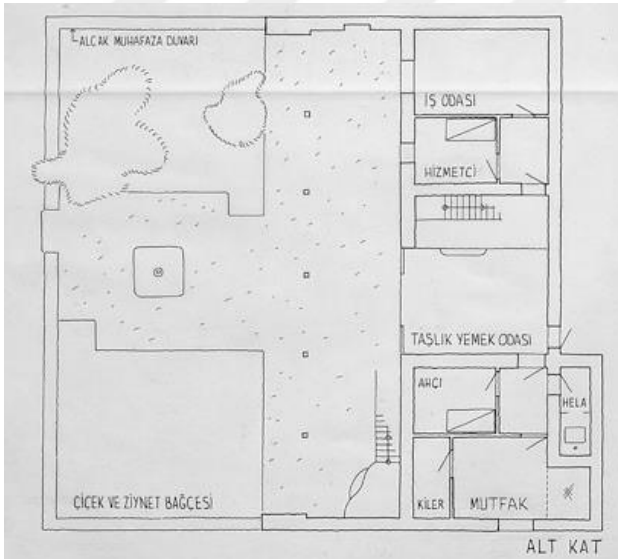 ALÇAK MUHAFAZA DUVARI
İŞ ODASI
HİZMETCİ
TAŞLIK YEMEK ODASI
AHÇI
HELA
ÇİÇEK VE ZİYNET BAĞÇESİ
KİLER
MUTFAK
ALT KAT